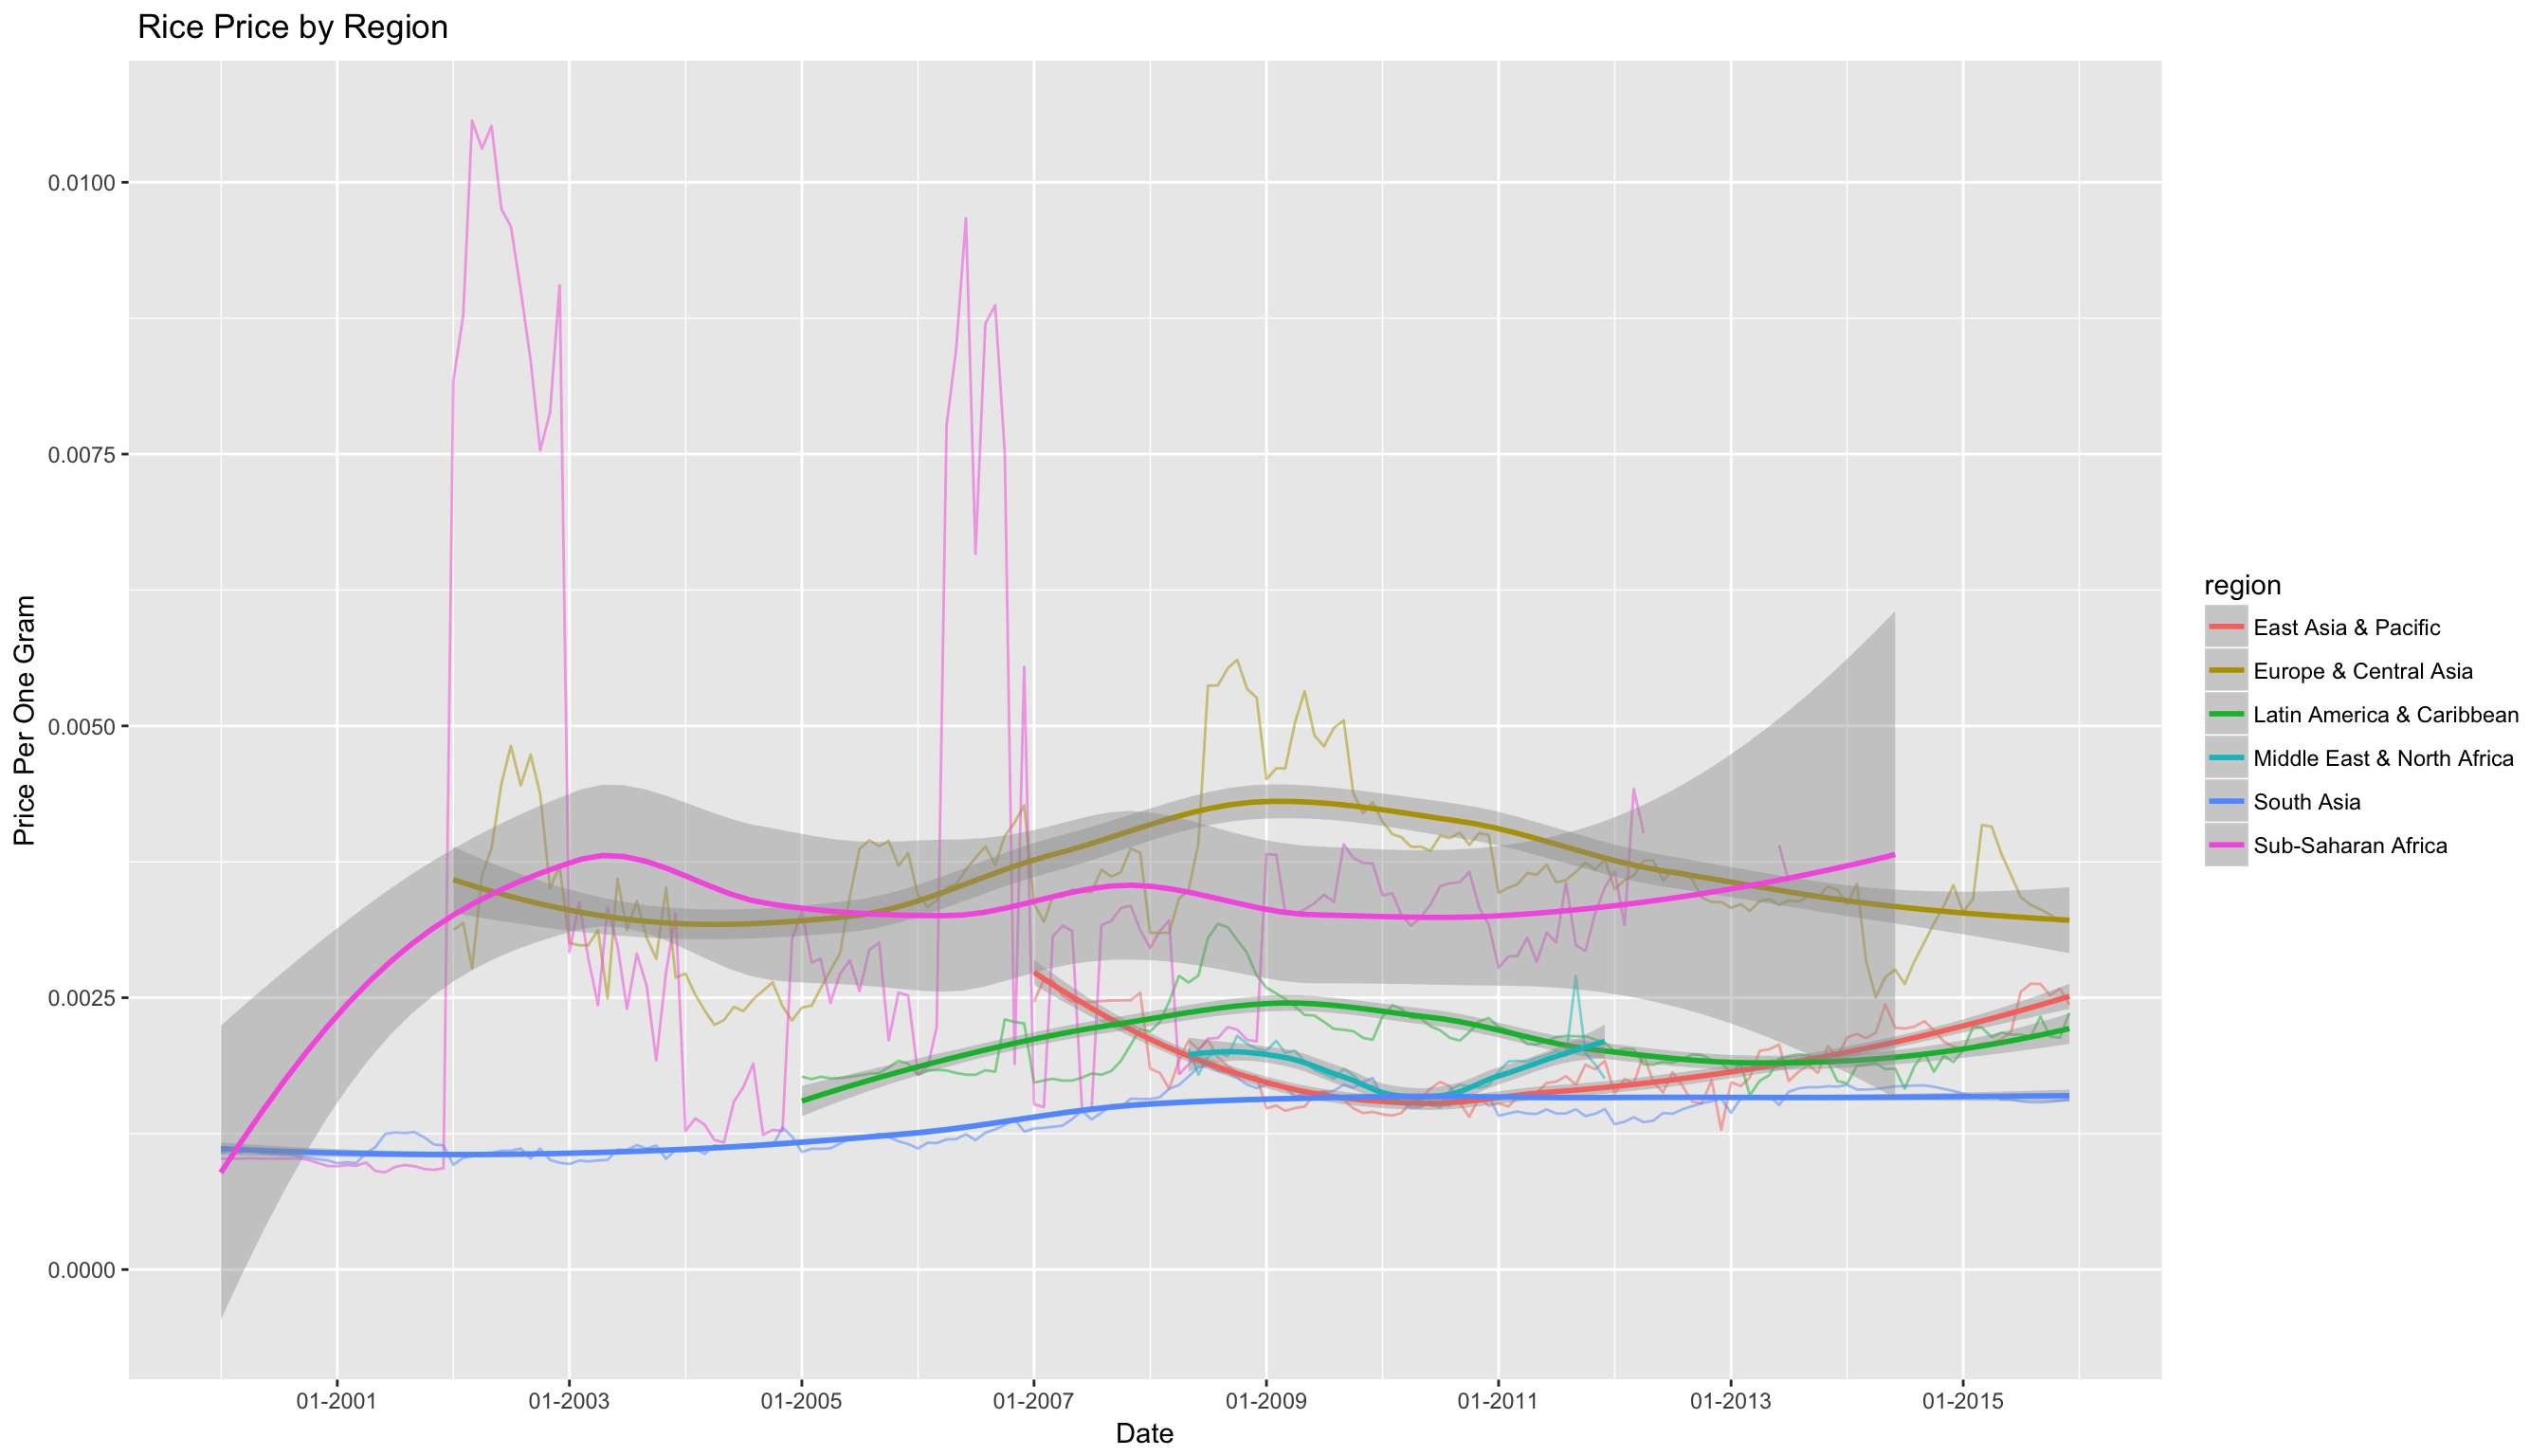 Rice Price by Region
Price Per One Gram
0.0100
0.0075
0.0050
0.0025
0.0000
01-2001
01-2003
01-2005
01-2007
01-2009
01-2011
01-2013
01-2015
Date
region
East Asia & Pacific
Europe & Central Asia
Latin America & Caribbean
Middle East & North Africa
South Asia
Sub-Saharan Africa